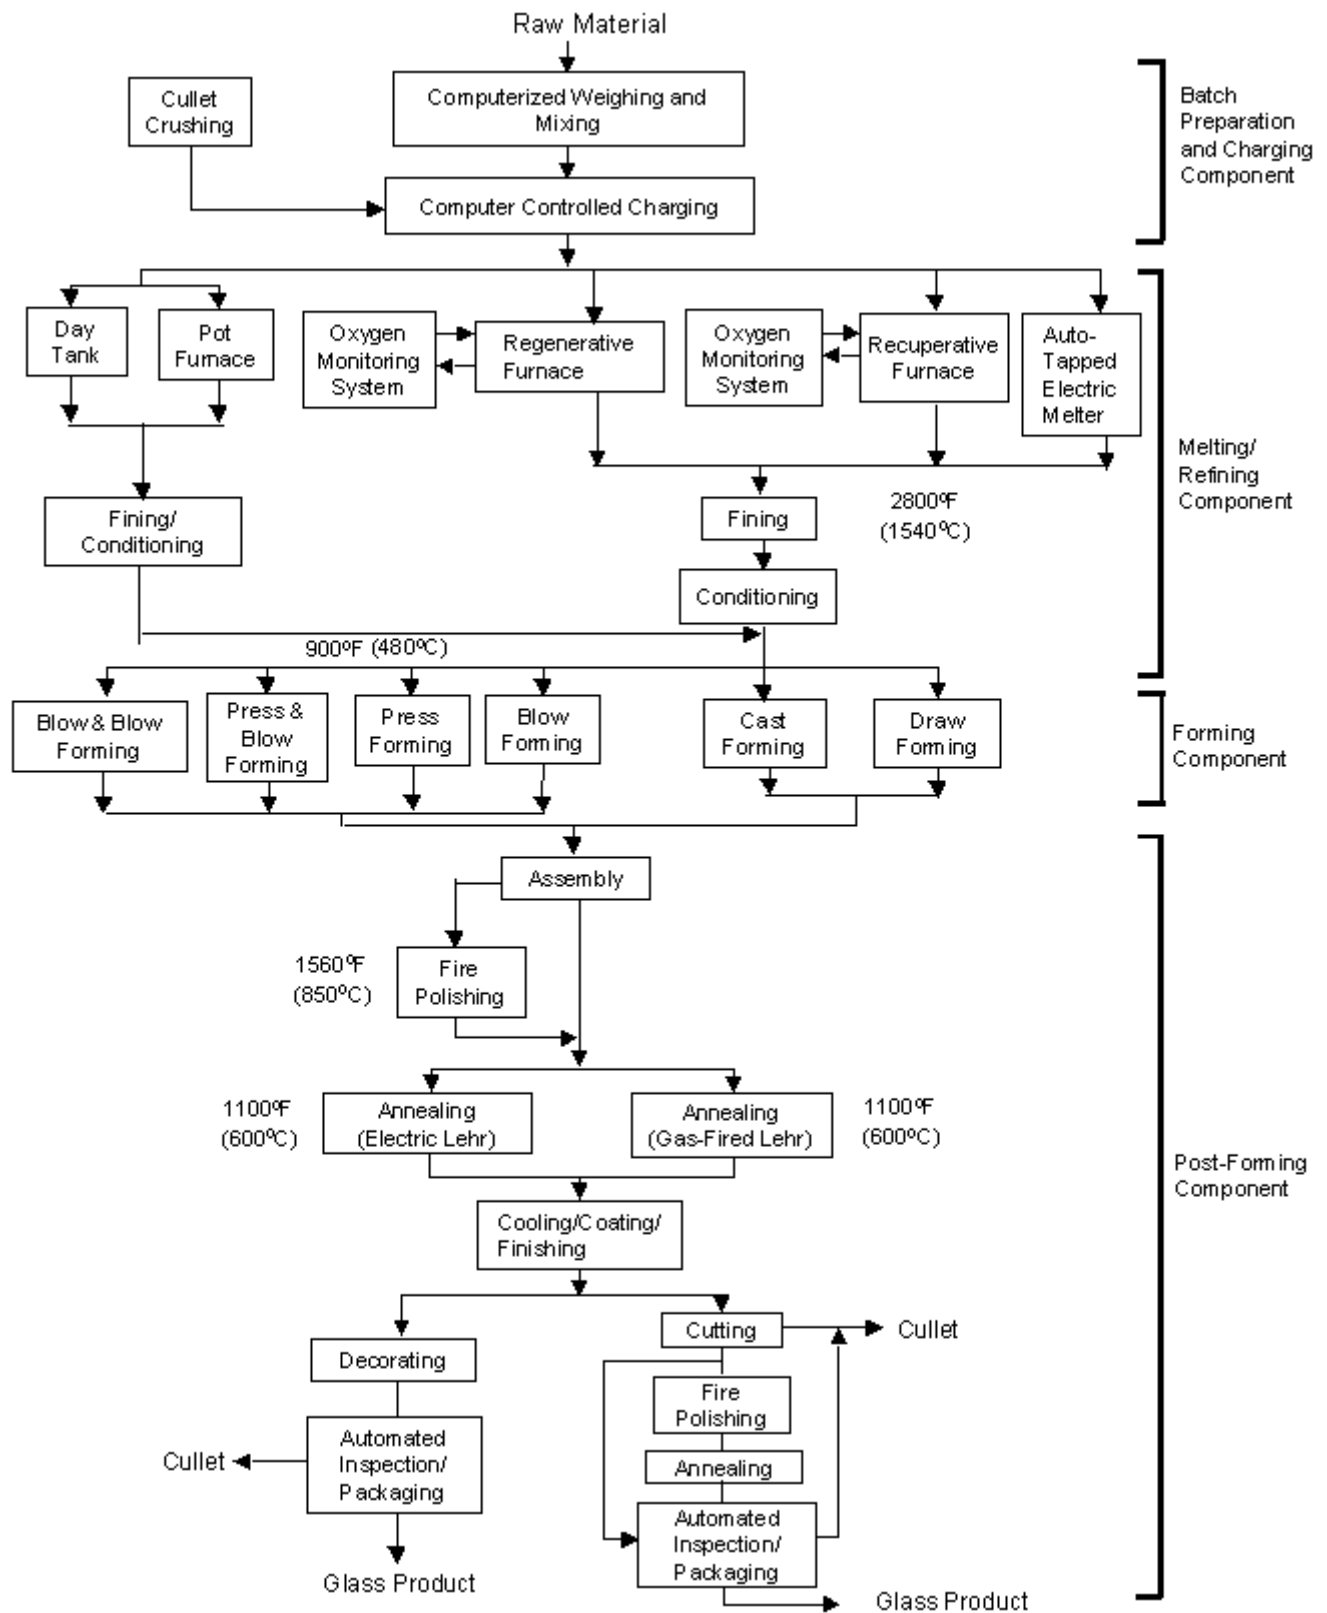 Raw Material
Cullet
Crushing
Computerized Weighing and
Mixing
Batch
Preparation
and Charging
Component
Computer Controlled Charging
Day
Tank
Pot
Furnace
Oxygen
Monitoring
System
Regenerative
Furnace
Oxygen
Monitoring
System
Recuperative
Furnace
Auto-
Tapped
Electric
Melter
Melting/
Refining
Component
Fining/
Conditioning
Fining
2800ºF
(1540ºC)
Conditioning
900ºF (480ºC)
Blow & Blow
Forming
Press &
Blow
Forming
Press
Forming
Blow
Forming
Cast
Forming
Draw
Forming
Forming
Component
Assembly
1560ºF
(850ºC)
Fire
Polishing
1100ºF
(600ºC)
Annealing
(Electric Lehr)
Annealing
(Gas-Fired Lehr)
1100ºF
(600ºC)
Post-Forming
Component
Cooling/Coating/
Finishing
Cutting
Cullet
Decorating
Fire
Polishing
Automated
Inspection/
Packaging
Cullet
Annealing
Automated
Inspection/
Packaging
Glass Product
Glass Product